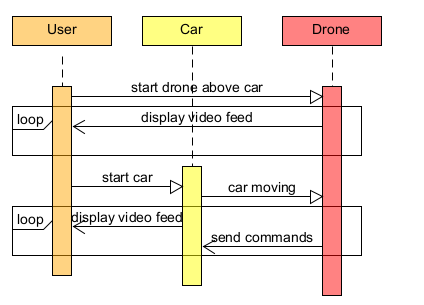 User
Car
Drone
start drone above car
loop
display video feed
start car
car moving
loop
display video feed
send commands